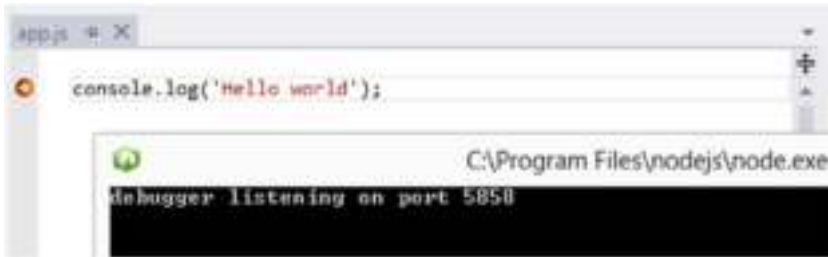 app.js
console.log('Hello world');
C:\Program Files\nodejs\node.exe
debugger listening on port 5858